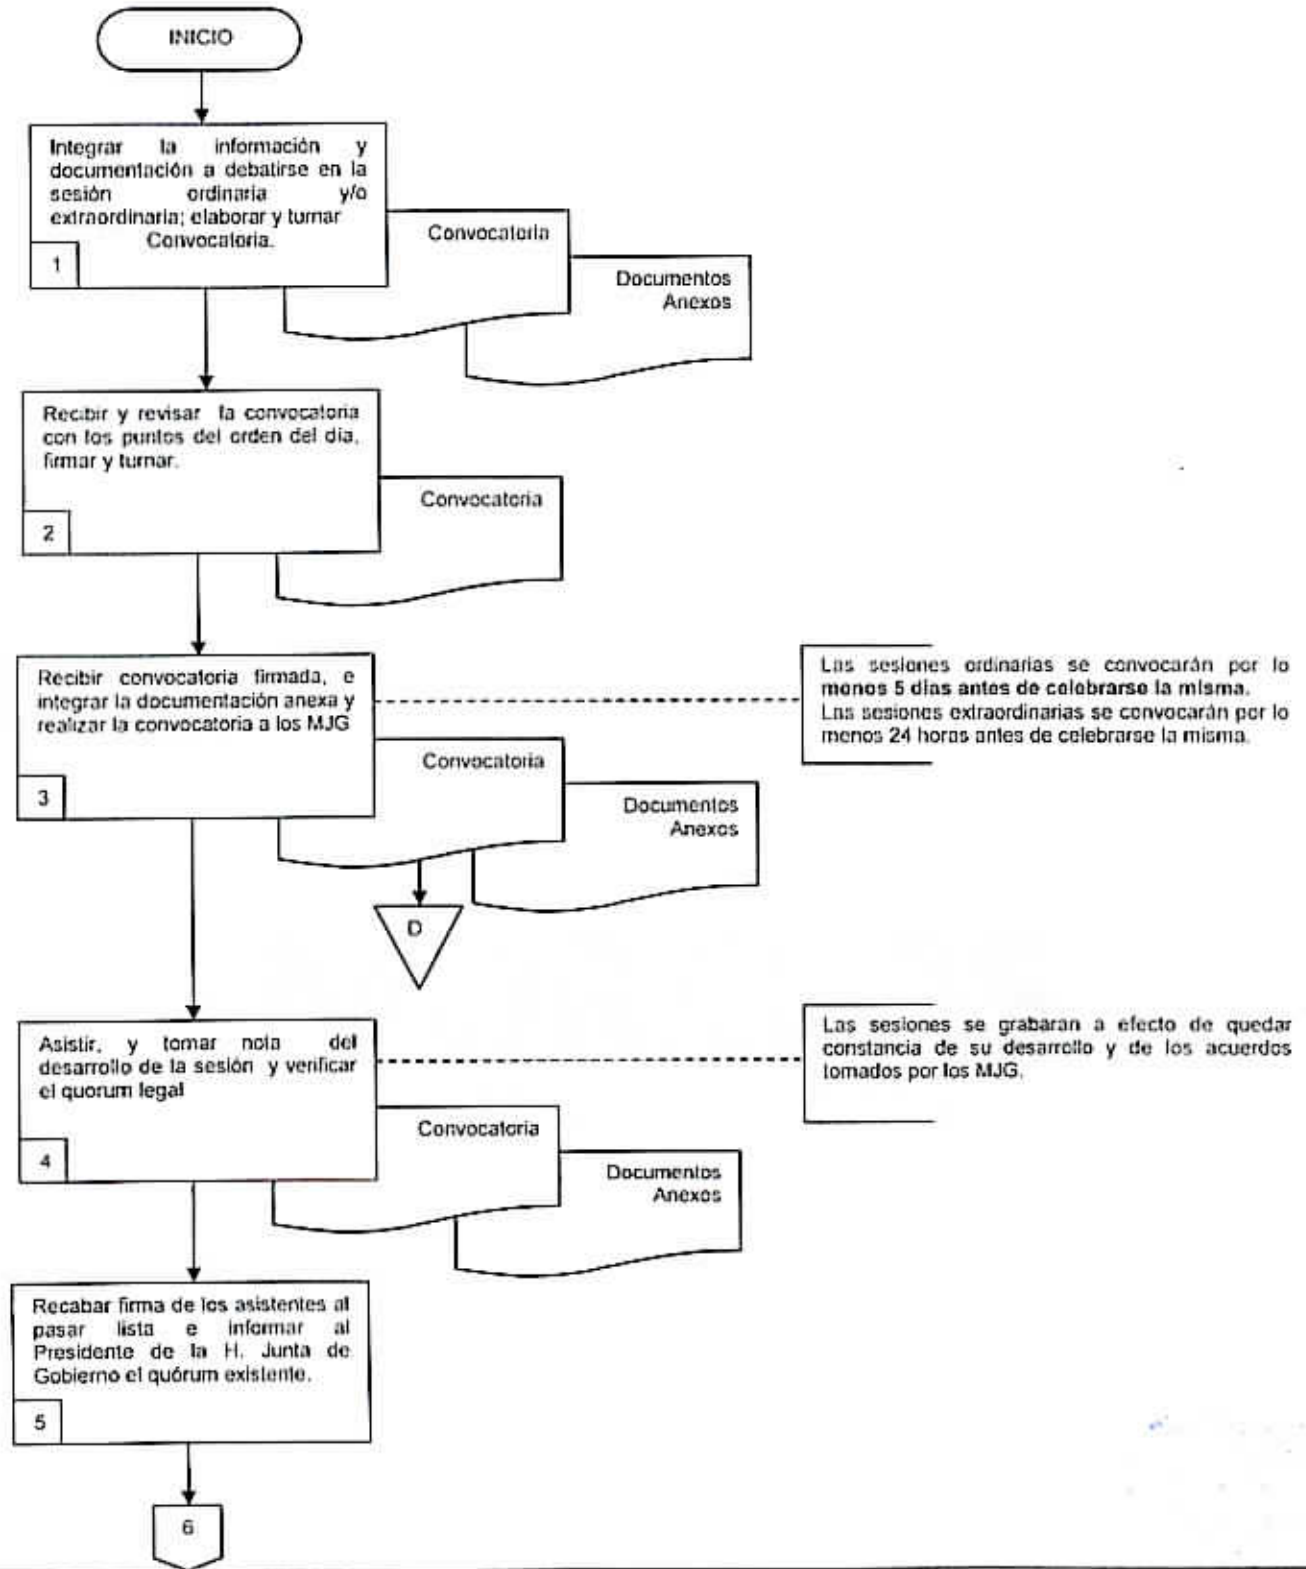 INICIO
Integrar la información y
documentación a debatirse en la
sesión ordinaria y/o
extraordinaria; elaborar y turnar
Convocatoria.
1
Convocatoria
Documentos
Anexos
Recibir y revisar la convocatoria
con los puntos del orden del día,
firmar y turnar.
2
Convocatoria
Recibir convocatoria firmada, e
integrar la documentación anexa y
realizar la convocatoria a los MJG
3
Las sesiones ordinarias se convocarán por lo
menos 5 días antes de celebrarse la misma.
Las sesiones extraordinarias se convocarán por lo
menos 24 horas antes de celebrarse la misma.
Convocatoria
Documentos
Anexos
D
Asistir, y tomar nota del
desarrollo de la sesión y verificar
el quorum legal
4
Las sesiones se grabaran a efecto de quedar
constancia de su desarrollo y de los acuerdos
tomados por los MJG.
Convocatoria
Documentos
Anexos
Recabar firma de los asistentes al
pasar lista e informar al
Presidente de la H. Junta de
Gobierno el quórum existente.
5
6